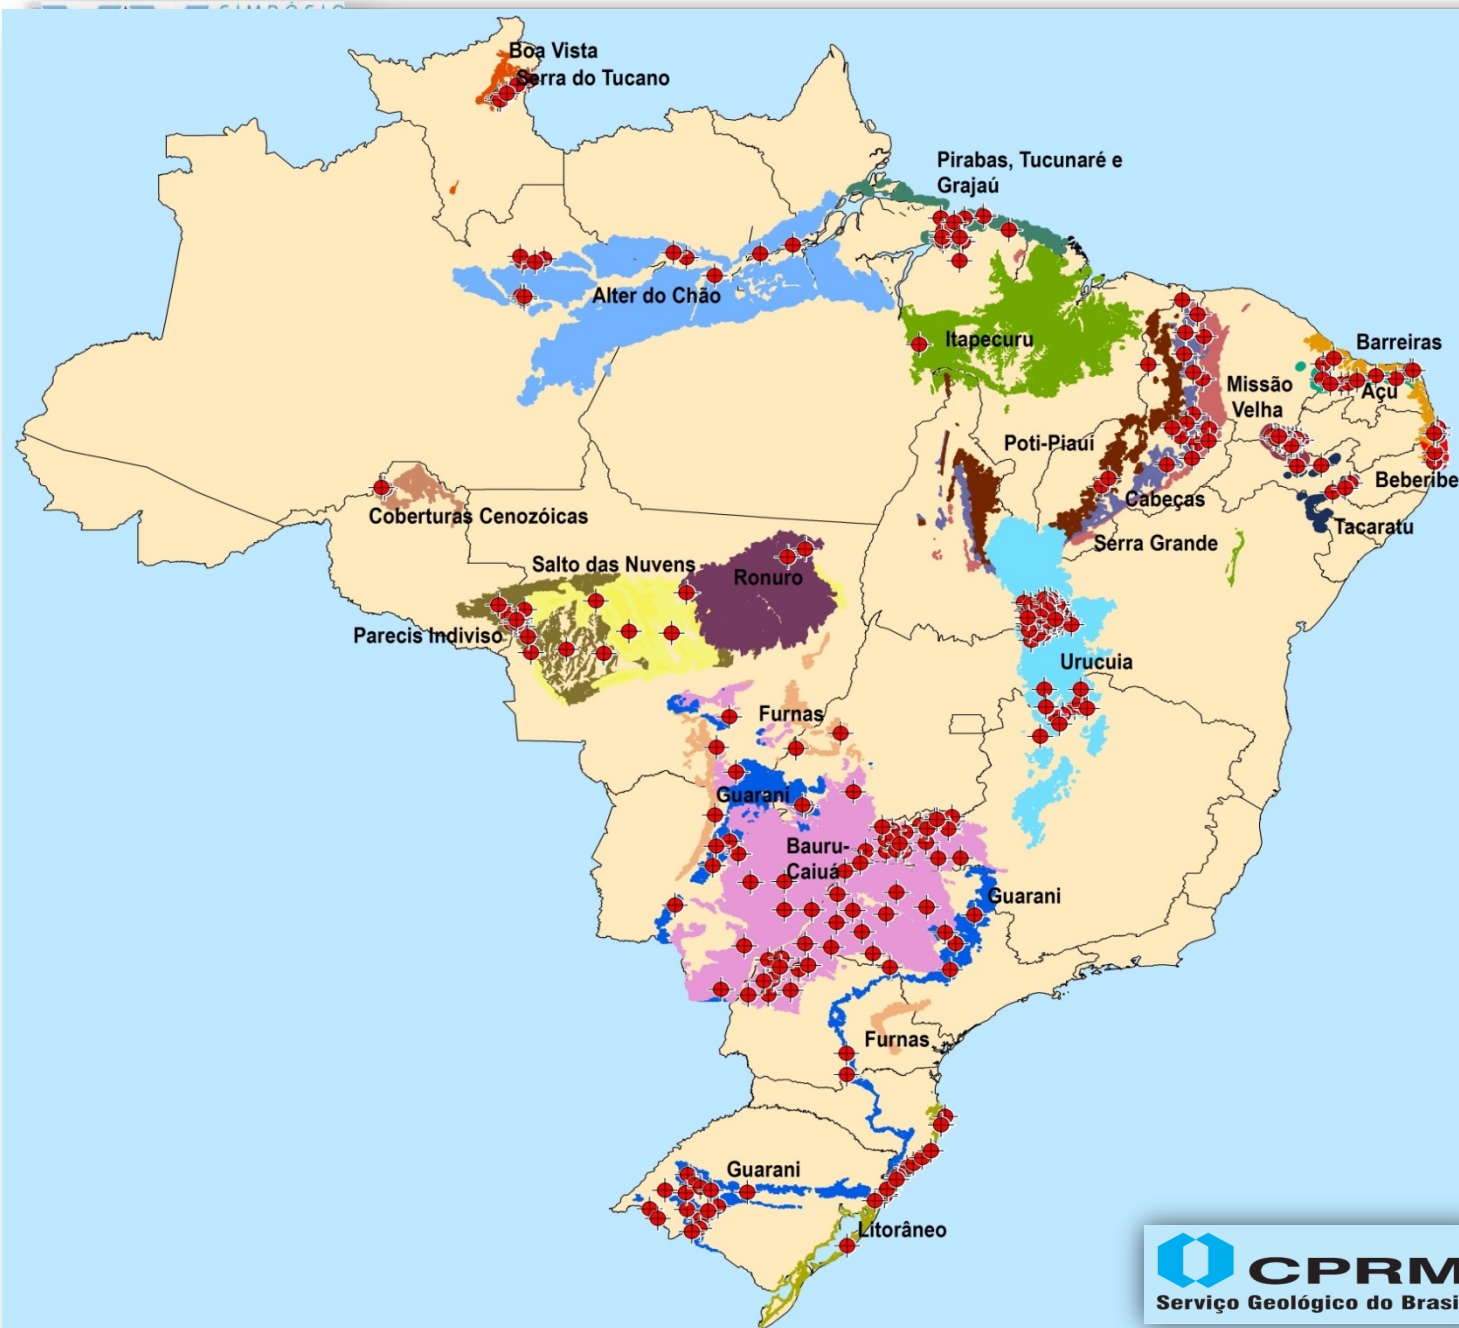 SIMPÓSIO
Boa Vista
Serra do Tucano
Pirabas, Tucunaré e
Grajaú
Alter do Chão
Itapecuru
Barreiras
Açu
Missão
Velha
Poti-Piauí
Beberibe
Cabeças
Tacaratu
Serra Grande
Coberturas Cenozóicas
Salto das Nuvens
Ronuro
Parecis Indiviso
Urucuia
Furnas
Guarani
Bauru-
Caiuá
Guarani
Furnas
Guarani
Litorâneo
CPRM
Serviço Geológico do Brasi